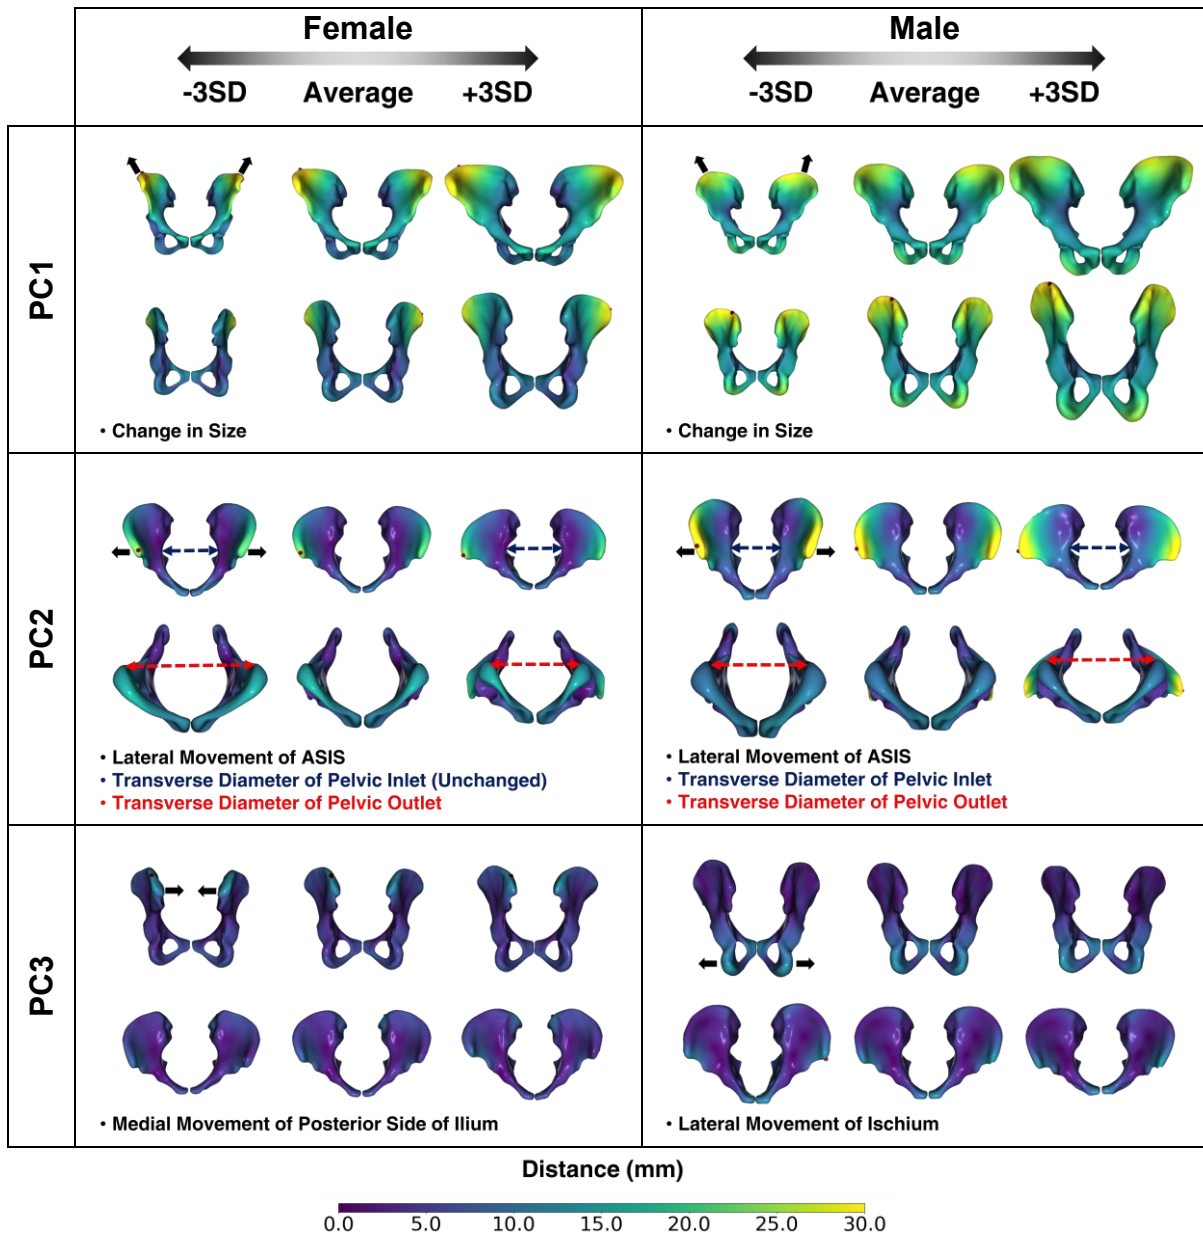 Female
Male
-3SD Average +3SD
-3SD Average +3SD
PC1
• Change in Size
• Change in Size
PC2
• Lateral Movement of ASIS
• Transverse Diameter of Pelvic Inlet (Unchanged)
• Transverse Diameter of Pelvic Outlet
• Lateral Movement of ASIS
• Transverse Diameter of Pelvic Inlet
• Transverse Diameter of Pelvic Outlet
PC3
• Medial Movement of Posterior Side of Ilium
• Lateral Movement of Ischium
Distance (mm)
0.0 5.0 10.0 15.0 20.0 25.0 30.0